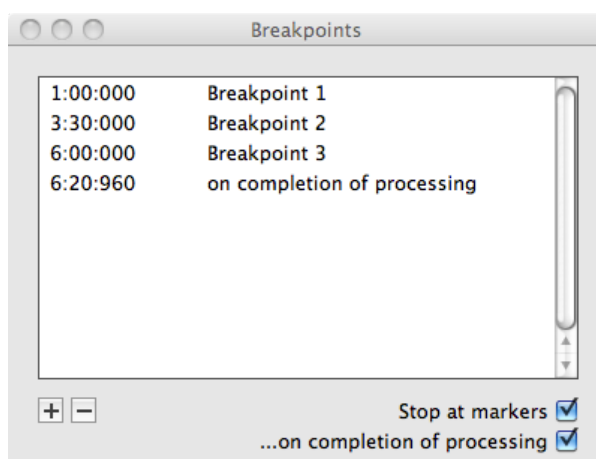 Breakpoints
1:00:000 Breakpoint 1
3:30:000 Breakpoint 2
6:00:000 Breakpoint 3
6:20:960 on completion of processing
+ − Stop at markers
...on completion of processing